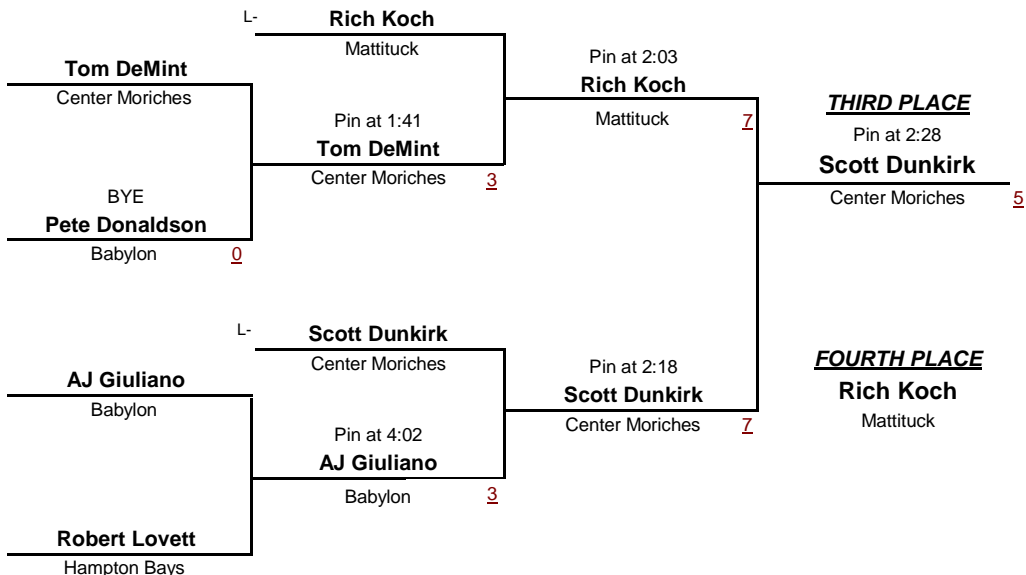 L-
Rich Koch
Mattituck
Tom DeMint
Center Moriches
Pin at 1:41
Tom DeMint
Center Moriches 3
BYE
Pete Donaldson
Babylon 0
Pin at 2:03
Rich Koch
Mattituck 7
THIRD PLACE
Pin at 2:28
Scott Dunkirk
Center Moriches 5
L-
Scott Dunkirk
Center Moriches
AJ Giuliano
Babylon
Pin at 4:02
AJ Giuliano
Babylon 3
Robert Lovett
Hampton Bays
Pin at 2:18
Scott Dunkirk
Center Moriches 7
FOURTH PLACE
Rich Koch
Mattituck